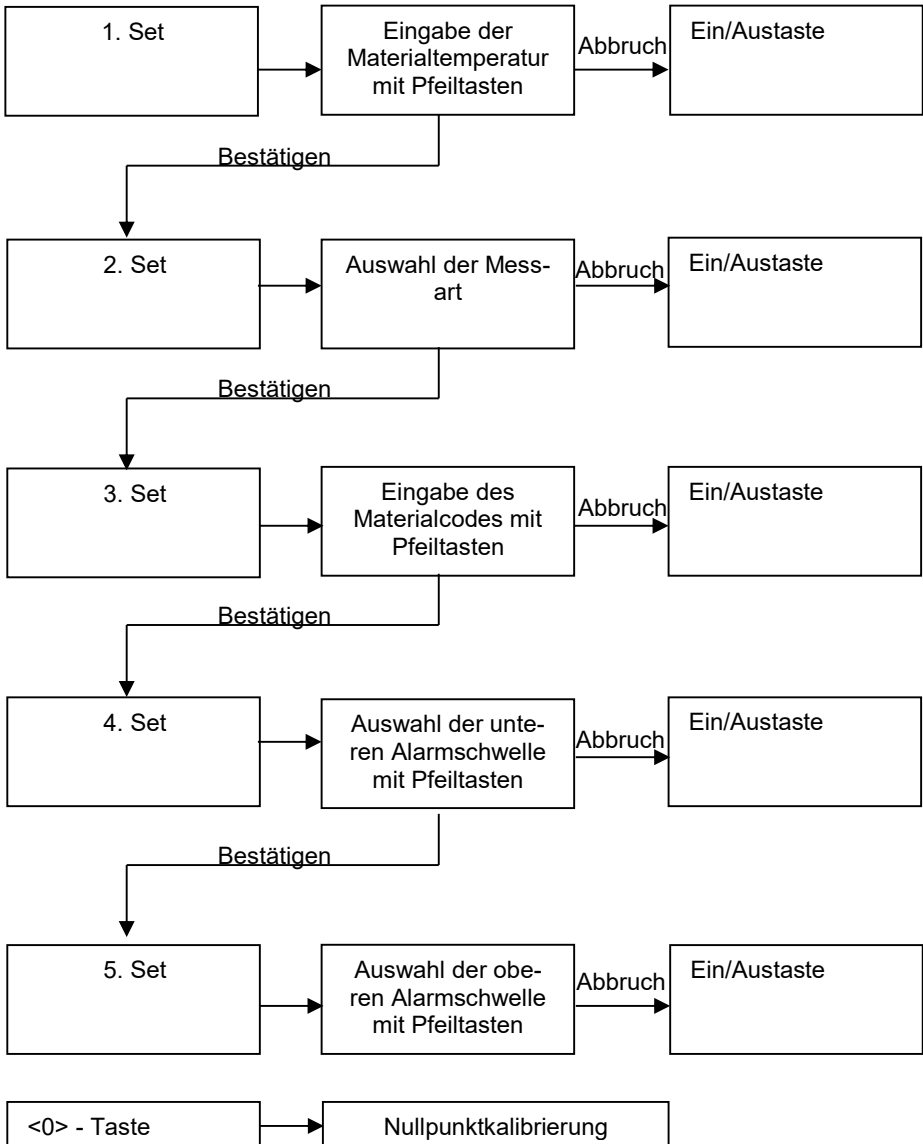 1. Set
Eingabe der
Materialtemperatur
mit Pfeiltasten
Abbruch
Ein/Austaste
Bestätigen
2. Set
Auswahl der Mess-
art
Abbruch
Ein/Austaste
Bestätigen
3. Set
Eingabe des
Materialcodes mit
Pfeiltasten
Abbruch
Ein/Austaste
Bestätigen
4. Set
Auswahl der unte-
ren Alarmschwelle
mit Pfeiltasten
Abbruch
Ein/Austaste
Bestätigen
5. Set
Auswahl der obe-
ren Alarmschwelle
mit Pfeiltasten
Abbruch
Ein/Austaste
<0> - Taste
Nullpunktkalibrierung